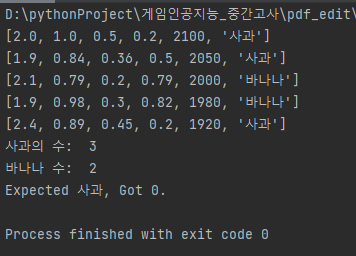 D:\pythonProject\게임인공지능_중간고사\pdf_edit\
[2.0, 1.0, 0.5, 0.2, 2100, '사과']
[1.9, 0.84, 0.36, 0.5, 2050, '사과']
[2.1, 0.79, 0.2, 0.79, 2000, '바나나']
[1.9, 0.98, 0.3, 0.82, 1980, '바나나']
[2.4, 0.89, 0.45, 0.2, 1920, '사과']
사과의 수:  3
바나나 수:  2
Expected 사과, Got 0.
Process finished with exit code 0